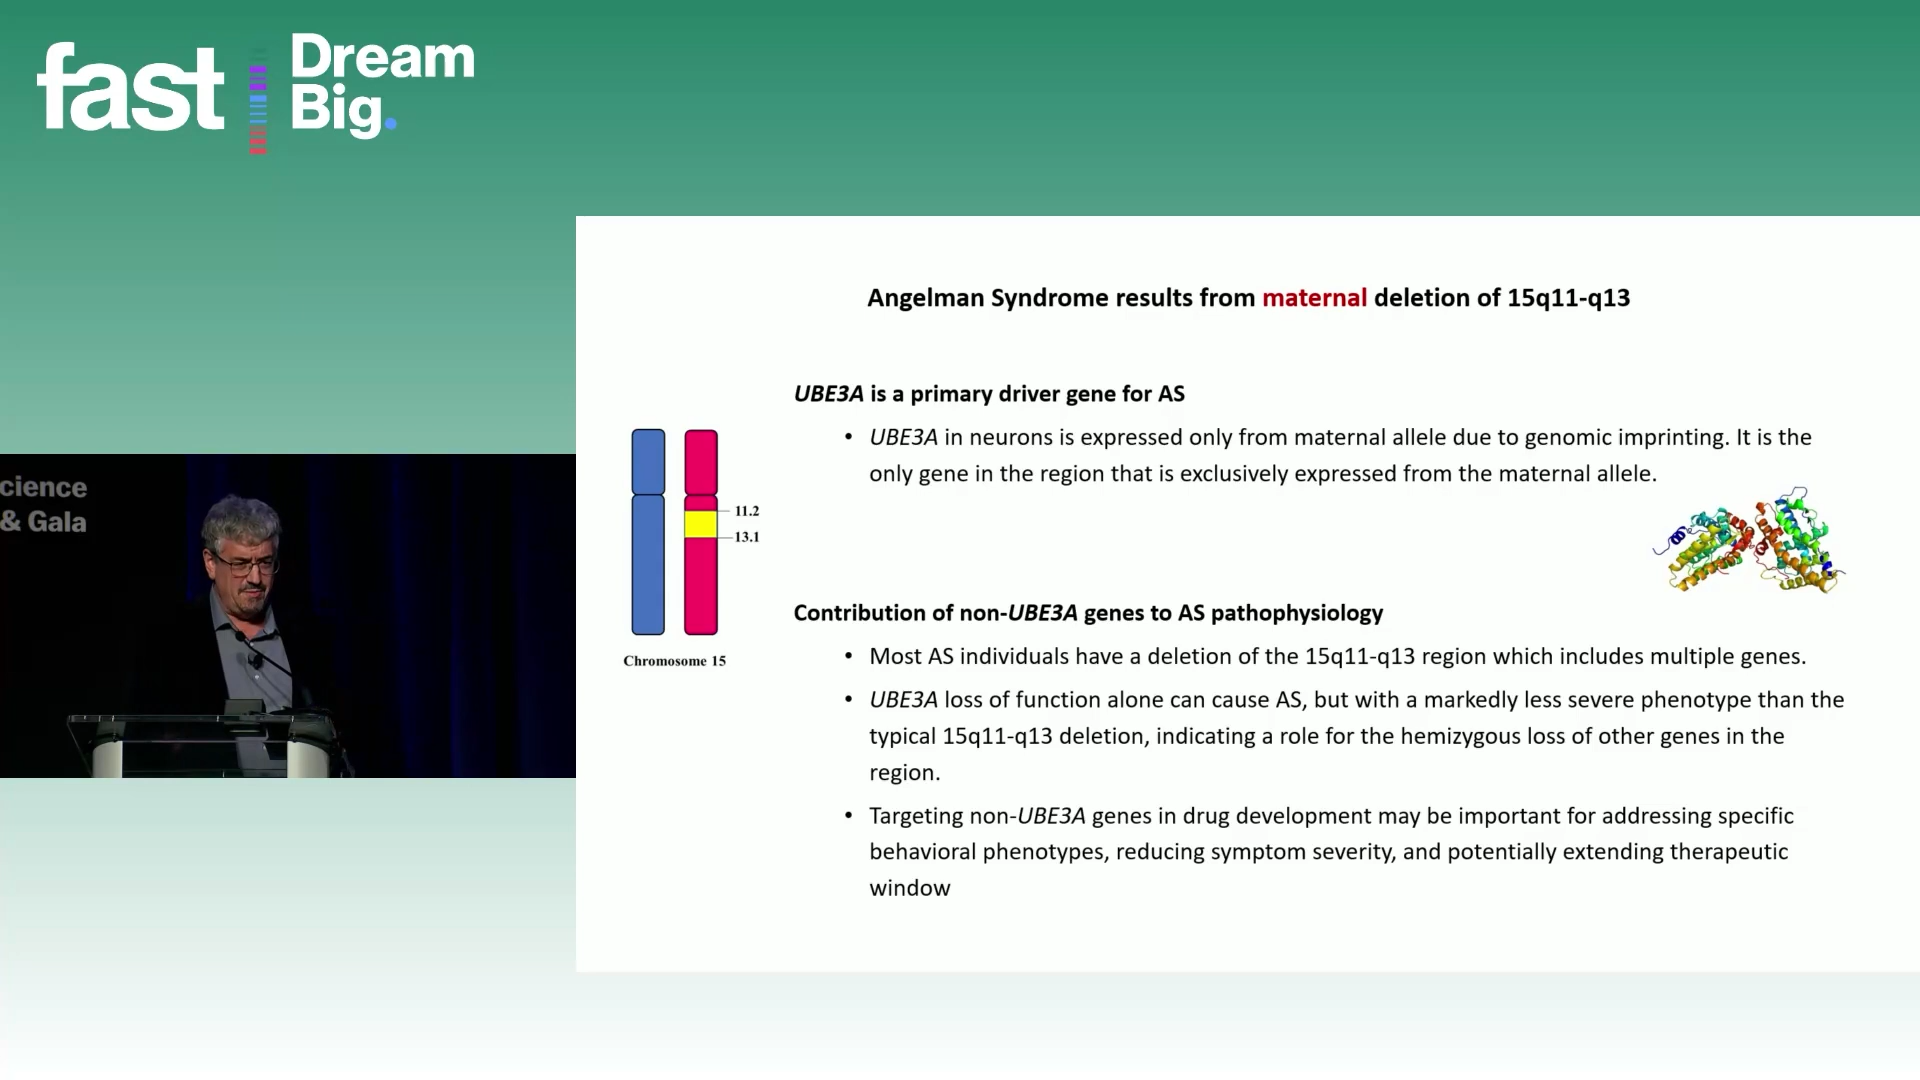 fast
Dream
Big.
cience
& Gala
Angelman Syndrome results from maternal deletion of 15q11-q13
UBE3A is a primary driver gene for AS
• UBE3A in neurons is expressed only from maternal allele due to genomic imprinting. It is the
only gene in the region that is exclusively expressed from the maternal allele.
11.2
13.1
Chromosome 15
Contribution of non-UBE3A genes to AS pathophysiology
• Most AS individuals have a deletion of the 15q11-q13 region which includes multiple genes.
• UBE3A loss of function alone can cause AS, but with a markedly less severe phenotype than the
typical 15q11-q13 deletion, indicating a role for the hemizygous loss of other genes in the
region.
• Targeting non-UBE3A genes in drug development may be important for addressing specific
behavioral phenotypes, reducing symptom severity, and potentially extending therapeutic
window